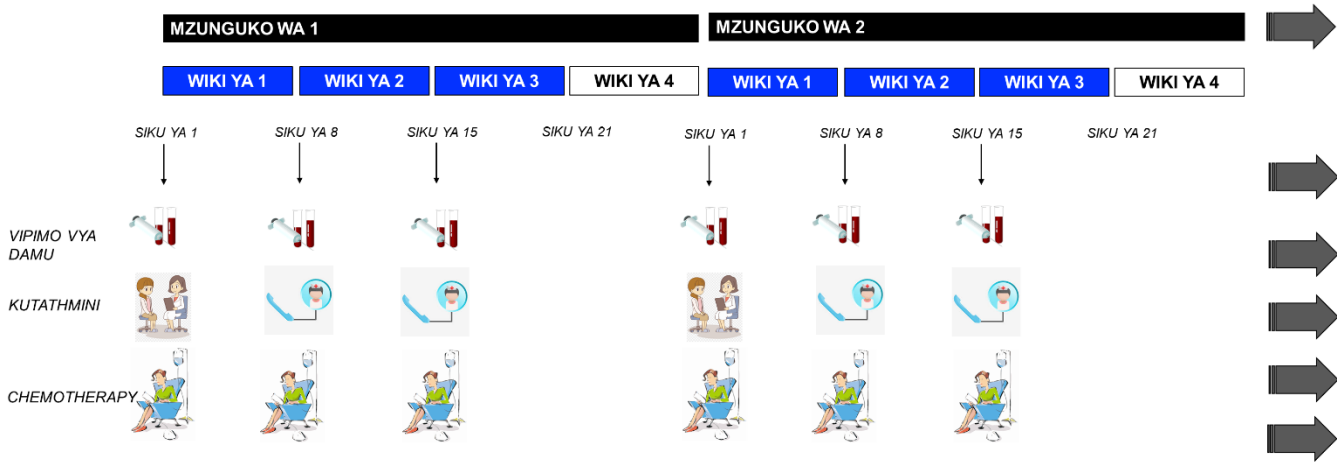 MZUNGUKO WA 1 MZUNGUKO WA 2
WIKI YA 1 WIKI YA 2 WIKI YA 3 WIKI YA 4 WIKI YA 1 WIKI YA 2 WIKI YA 3 WIKI YA 4
SIKU YA 1 SIKU YA 8 SIKU YA 15 SIKU YA 21 SIKU YA 1 SIKU YA 8 SIKU YA 15 SIKU YA 21
VIPIMO VYA
DAMU
KUTATHMINI
CHEMOTHERAPY